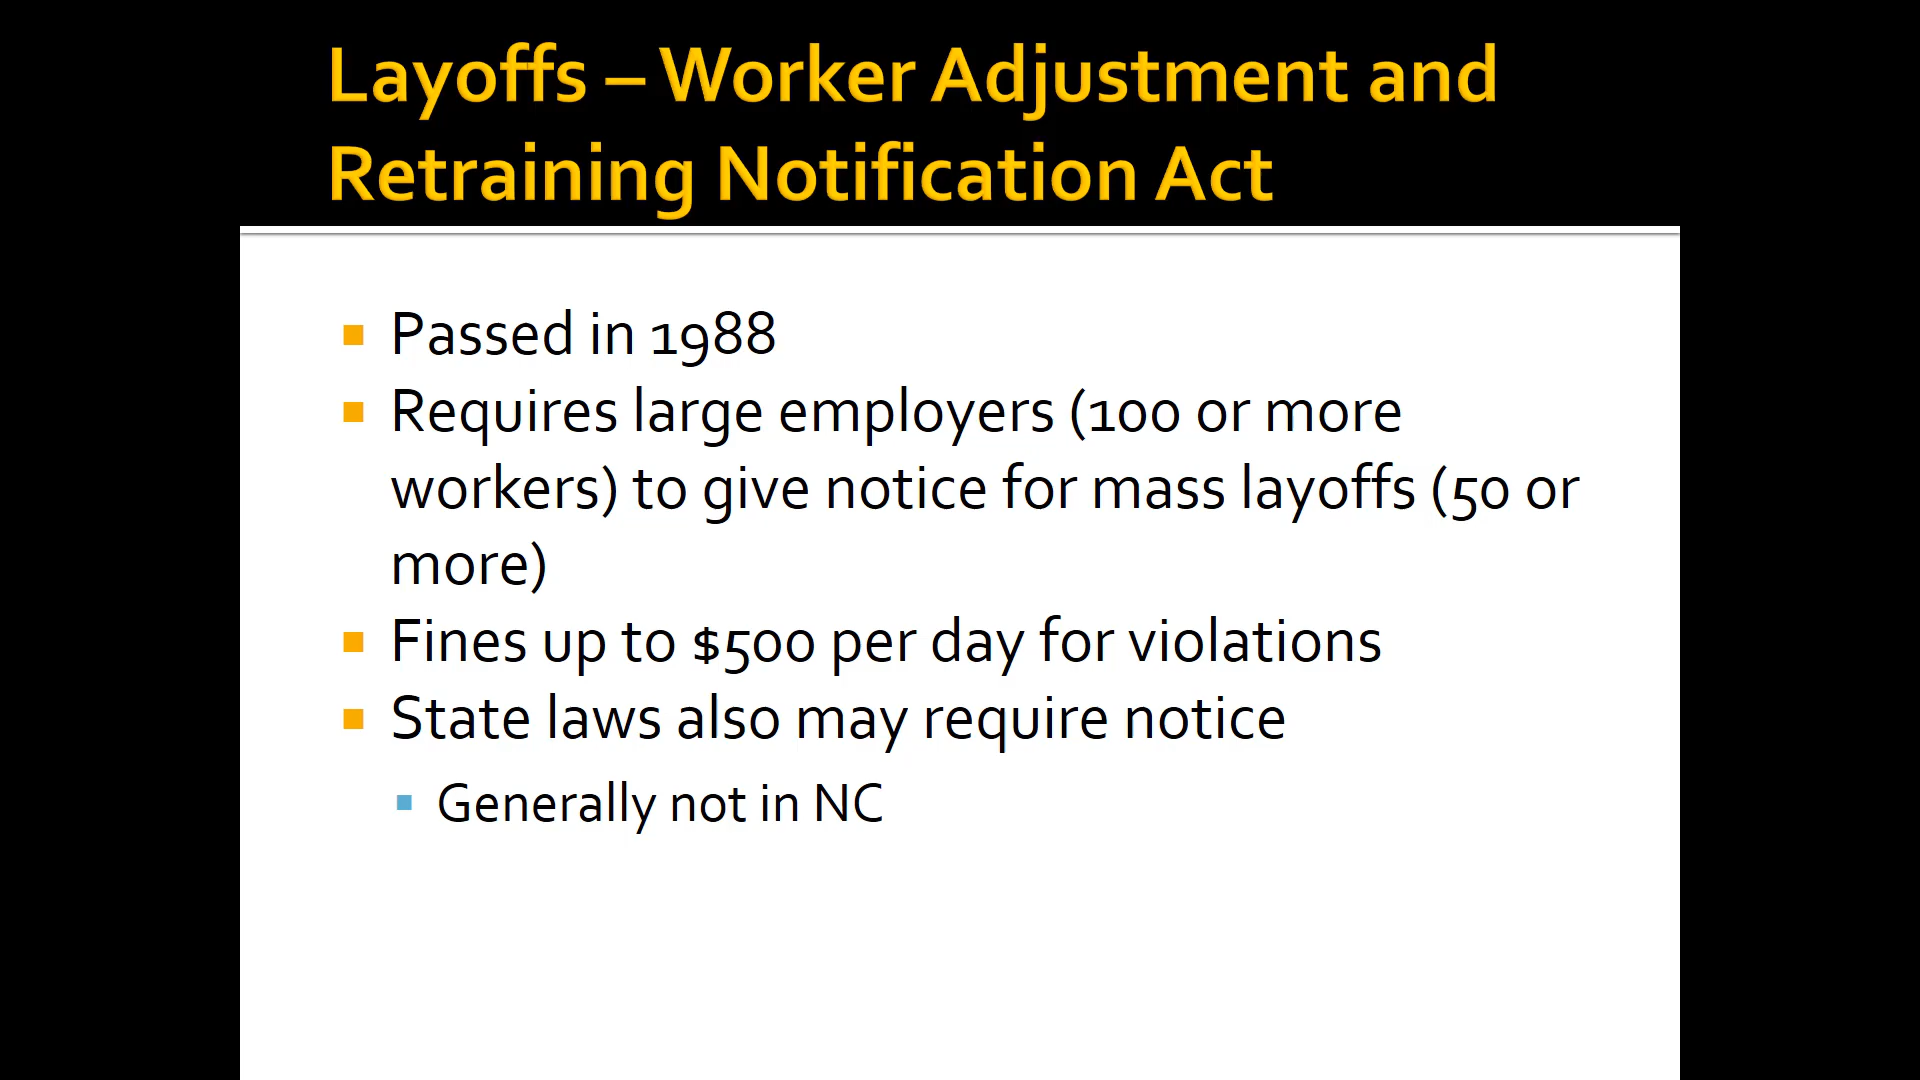 Layoffs – Worker Adjustment and
Retraining Notification Act
Passed in 1988
Requires large employers (100 or more
workers) to give notice for mass layoffs (50 or
more)
Fines up to $500 per day for violations
State laws also may require notice
Generally not in NC